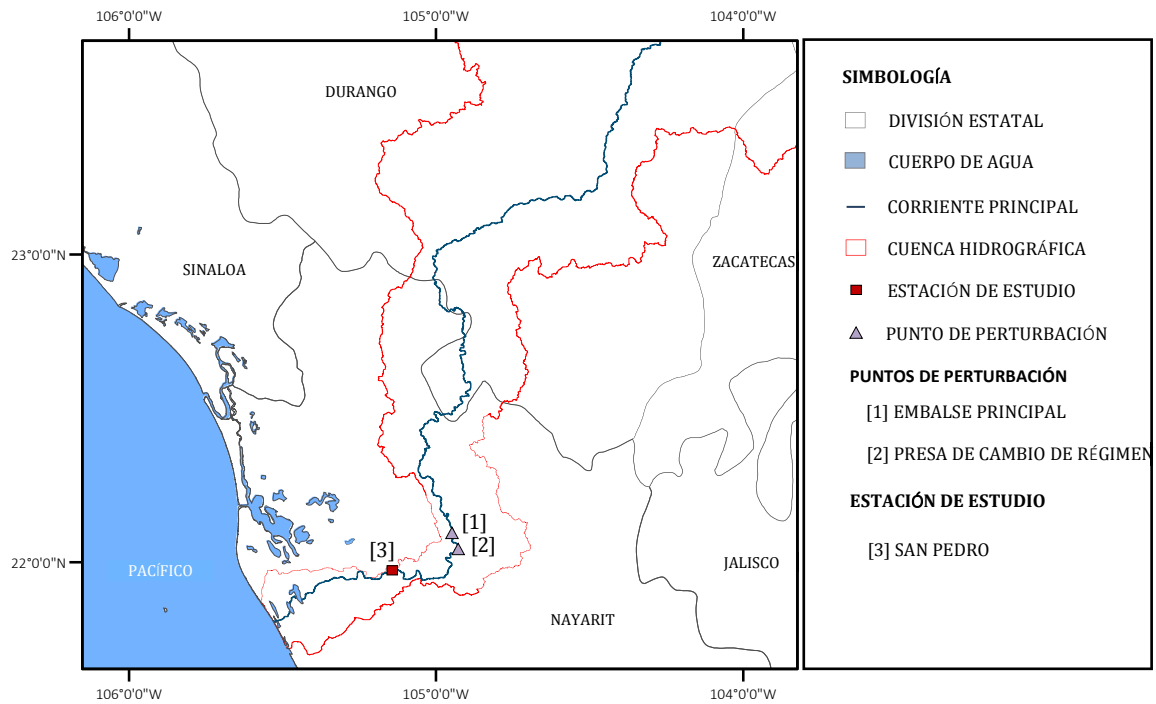 106°0'0"W 105°0'0"W 104°0'0"W
DURANGO
23°0'0"N
SINALOA
ZACATECAS
[1]
[2]
[3]
22°0'0"N
PACÍFICO
JALISCO
NAYARIT
106°0'0"W 105°0'0"W 104°0'0"W
SIMBOLOGÍA
DIVISIÓN ESTATAL
CUERPO DE AGUA
CORRIENTE PRINCIPAL
CUENCA HIDROGRÁFICA
ESTACIÓN DE ESTUDIO
PUNTO DE PERTURBACIÓN
PUNTOS DE PERTURBACIÓN
[1] EMBALSE PRINCIPAL
[2] PRESA DE CAMBIO DE RÉGIMEN
ESTACIÓN DE ESTUDIO
[3] SAN PEDRO